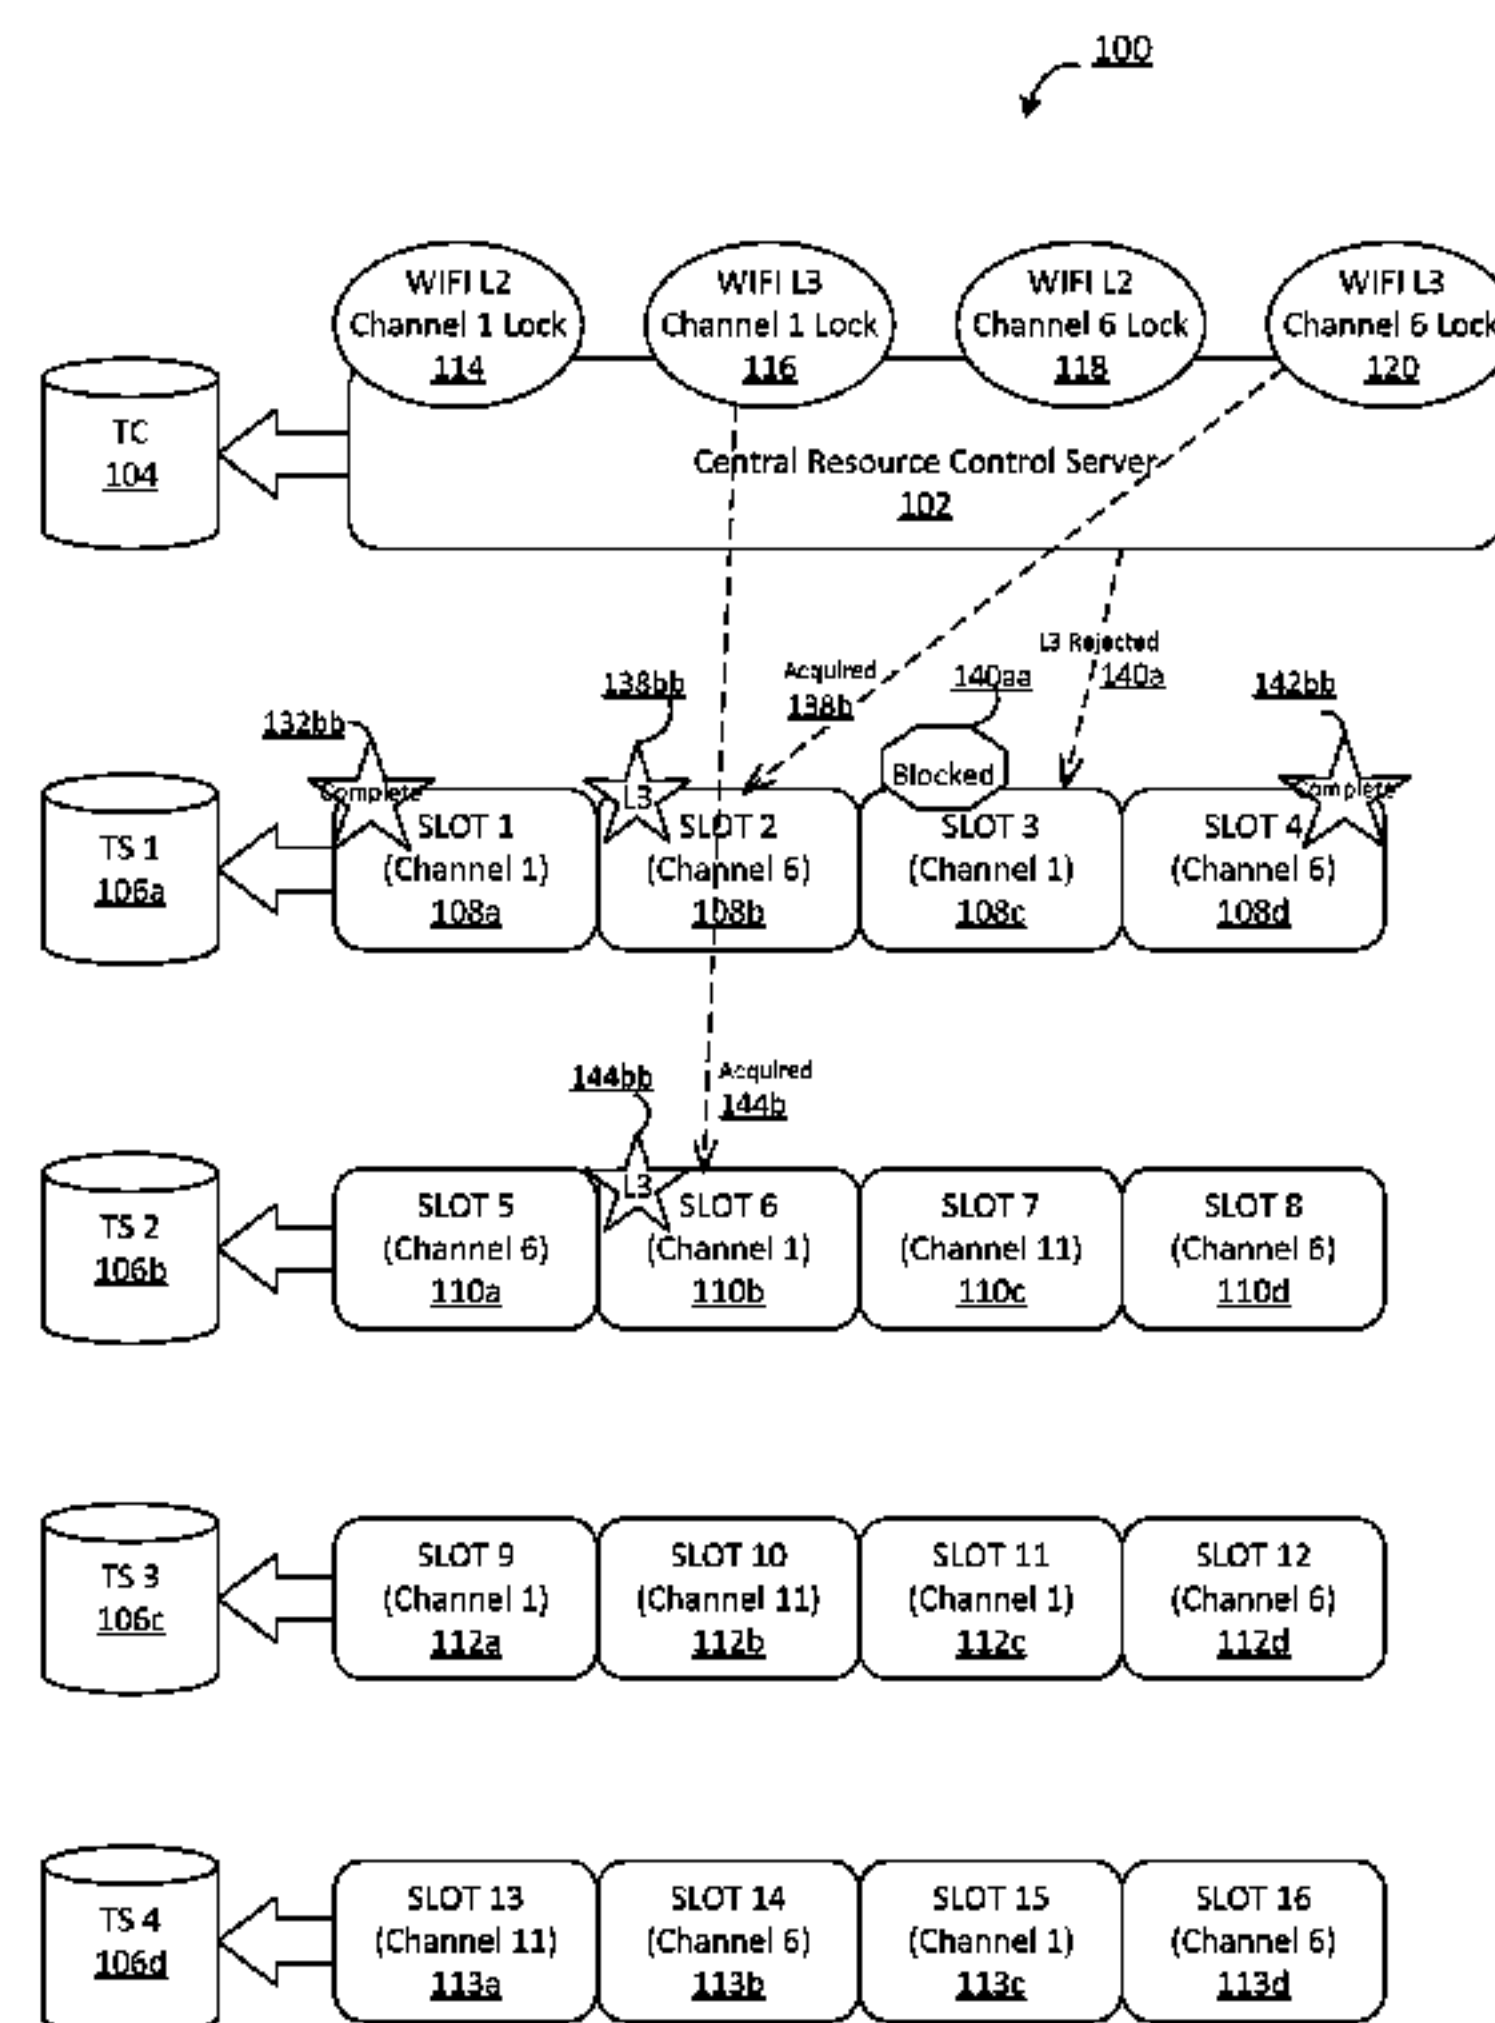 100
WIFI L2
Channel 1 Lock
114
WIFI L3
Channel 1 Lock
116
WIFI L2
Channel 6 Lock
118
WIFI L3
Channel 6 Lock
120
TC
104
Central Resource Control Server
102
L3 Rejected
140a
Acquired
138b
140aa
138bb
142bb
132bb
Complete
L3
Blocked
Complete
TS 1
106a
SLOT 1
(Channel 1)
108a
SLOT 2
(Channel 6)
108b
SLOT 3
(Channel 1)
108c
SLOT 4
(Channel 6)
108d
144bb
Acquired
144b
L3
TS 2
106b
SLOT 5
(Channel 6)
110a
SLOT 6
(Channel 1)
110b
SLOT 7
(Channel 11)
110c
SLOT 8
(Channel 6)
110d
TS 3
106c
SLOT 9
(Channel 1)
112a
SLOT 10
(Channel 11)
112b
SLOT 11
(Channel 1)
112c
SLOT 12
(Channel 6)
112d
TS 4
106d
SLOT 13
(Channel 11)
113a
SLOT 14
(Channel 6)
113b
SLOT 15
(Channel 1)
113c
SLOT 16
(Channel 6)
113d